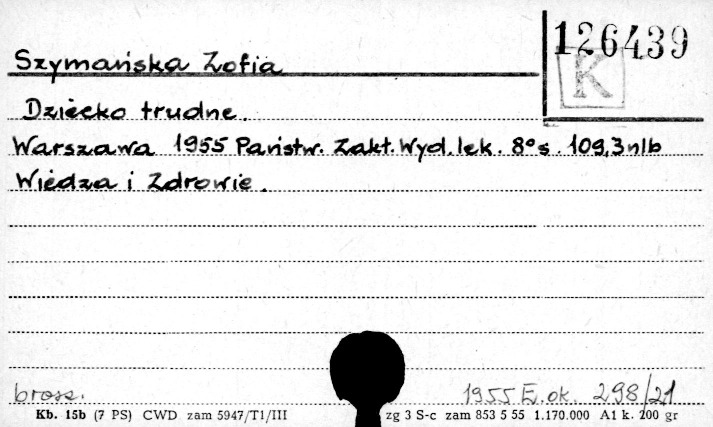 126439
K
Szymańska Zofia
Dziecko trudne.
Warszawa 1955 Państw. Zakt. Wyd. lek. 8° s. 109,3 nlb
Wiedza i Zdrowie.
brosz. 1955 E. ok. 298/21
Kb. 15b (7 PS) CWD zam 5947/T1/III zg 3 S-c zam 853 5 55 1.170.000 A1 k. 200 gr